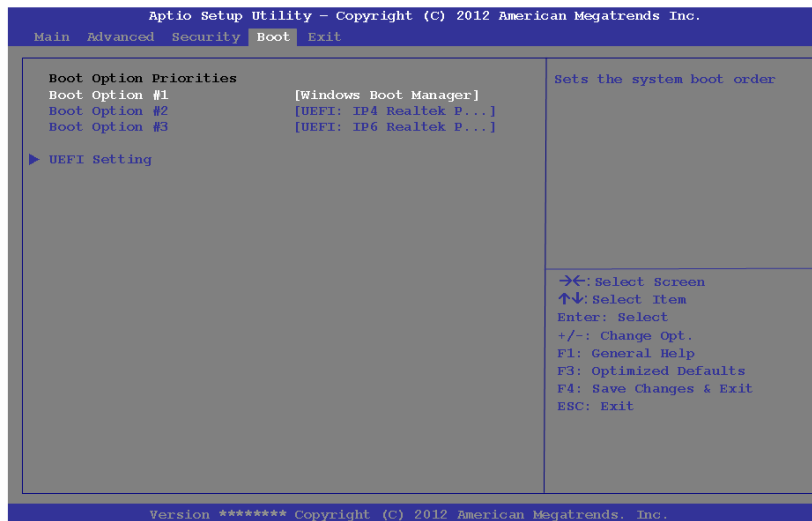 Aptio Setup Utility – Copyright (C) 2012 American Megatrends Inc.
Main Advanced Security Boot Exit
Boot Option Priorities
Boot Option #1 [Windows Boot Manager]
Boot Option #2 [UEFI: IP4 Realtek P...]
Boot Option #3 [UEFI: IP6 Realtek P...]
▶ UEFI Setting
Sets the system boot order
→←: Select Screen
↑↓: Select Item
Enter: Select
+/-: Change Opt.
F1: General Help
F3: Optimized Defaults
F4: Save Changes & Exit
ESC: Exit
Version ******** Copyright (C) 2012 American Megatrends. Inc.